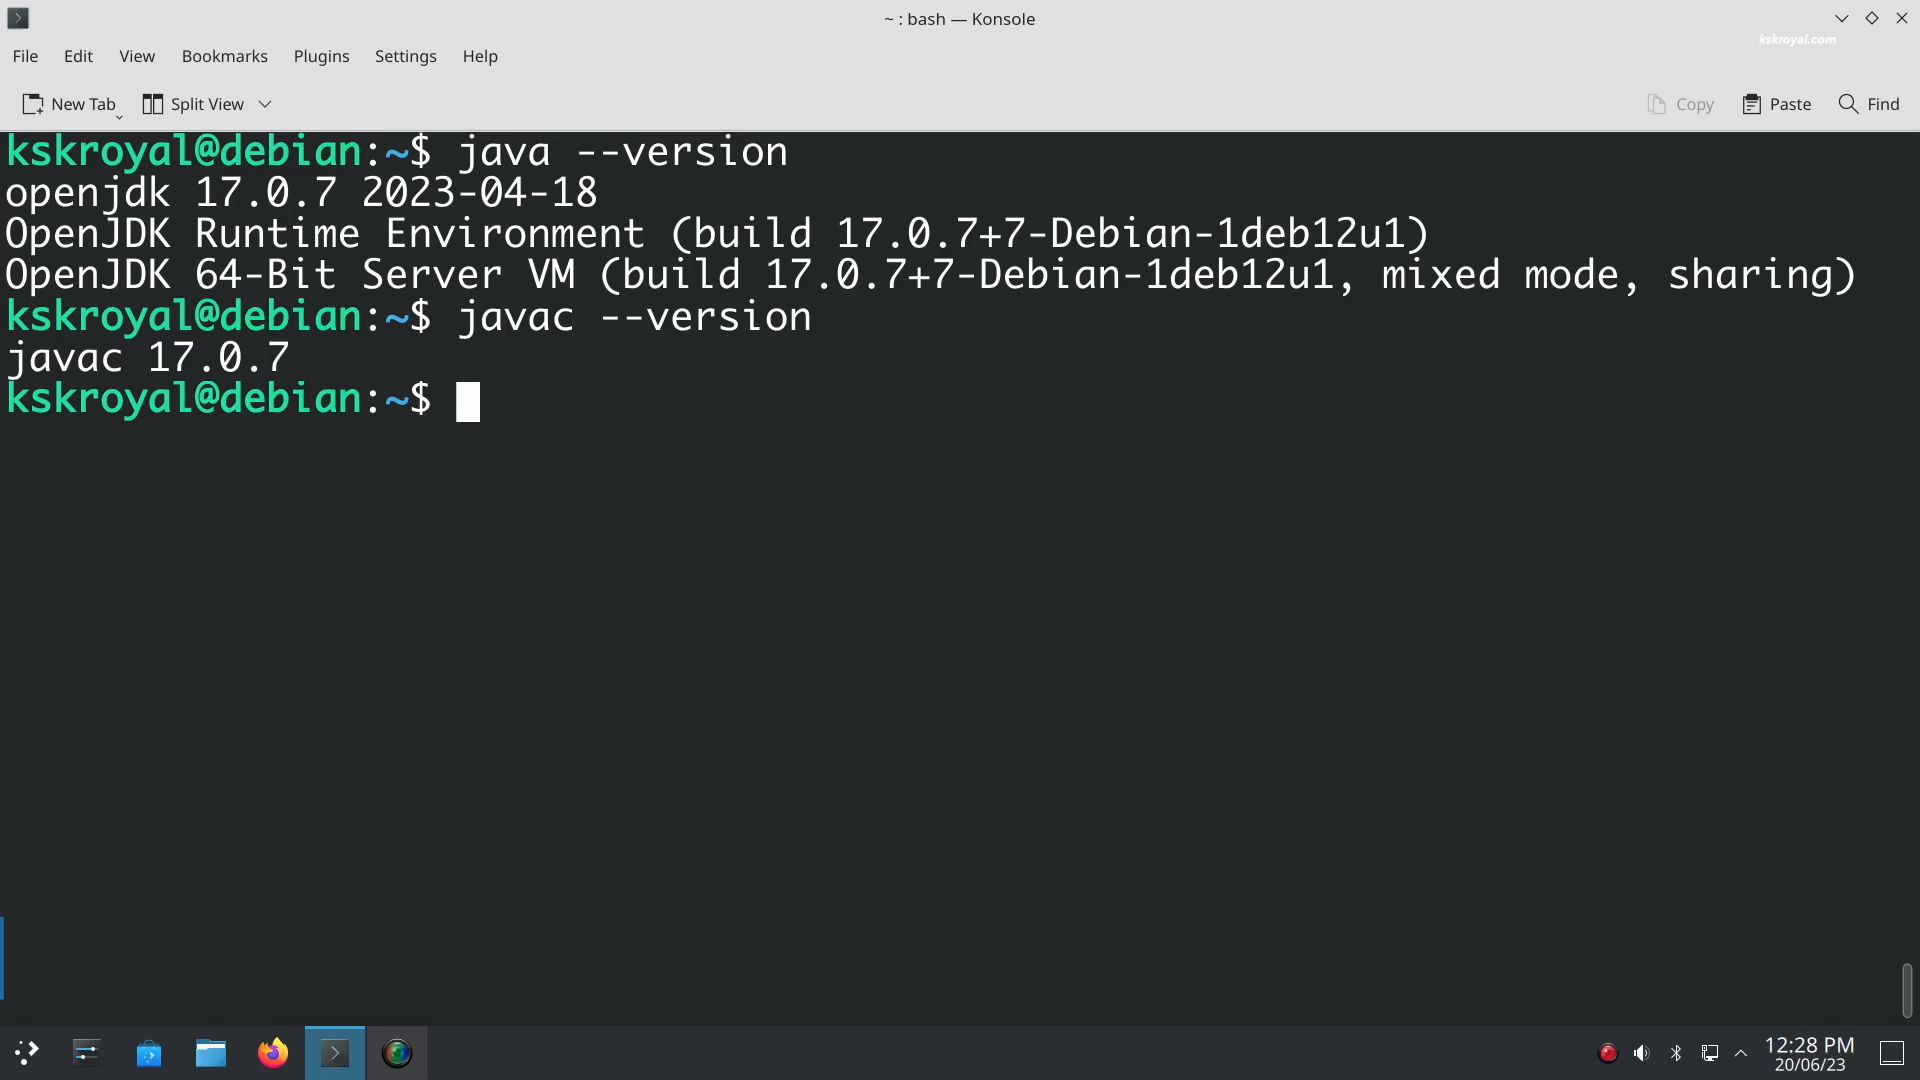 ~ : bash — Konsole
kskroyal.com
File Edit View Bookmarks Plugins Settings Help
New Tab Split View Copy Paste Find
kskroyal@debian:~$ java --version
openjdk 17.0.7 2023-04-18
OpenJDK Runtime Environment (build 17.0.7+7-Debian-1deb12u1)
OpenJDK 64-Bit Server VM (build 17.0.7+7-Debian-1deb12u1, mixed mode, sharing)
kskroyal@debian:~$ javac --version
javac 17.0.7
kskroyal@debian:~$
12:28 PM
20/06/23